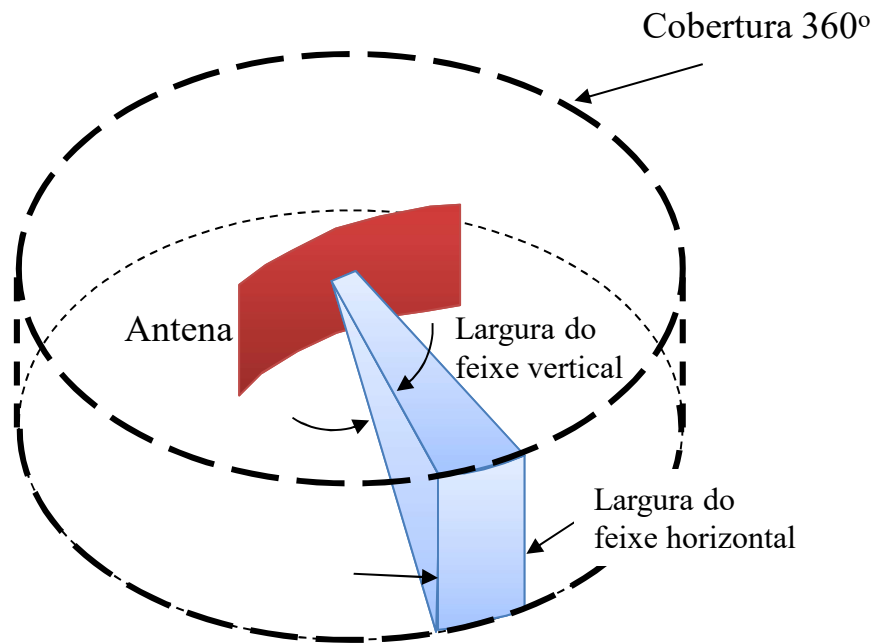 Cobertura 360º
Antena
Largura do
feixe vertical
Largura do
feixe horizontal